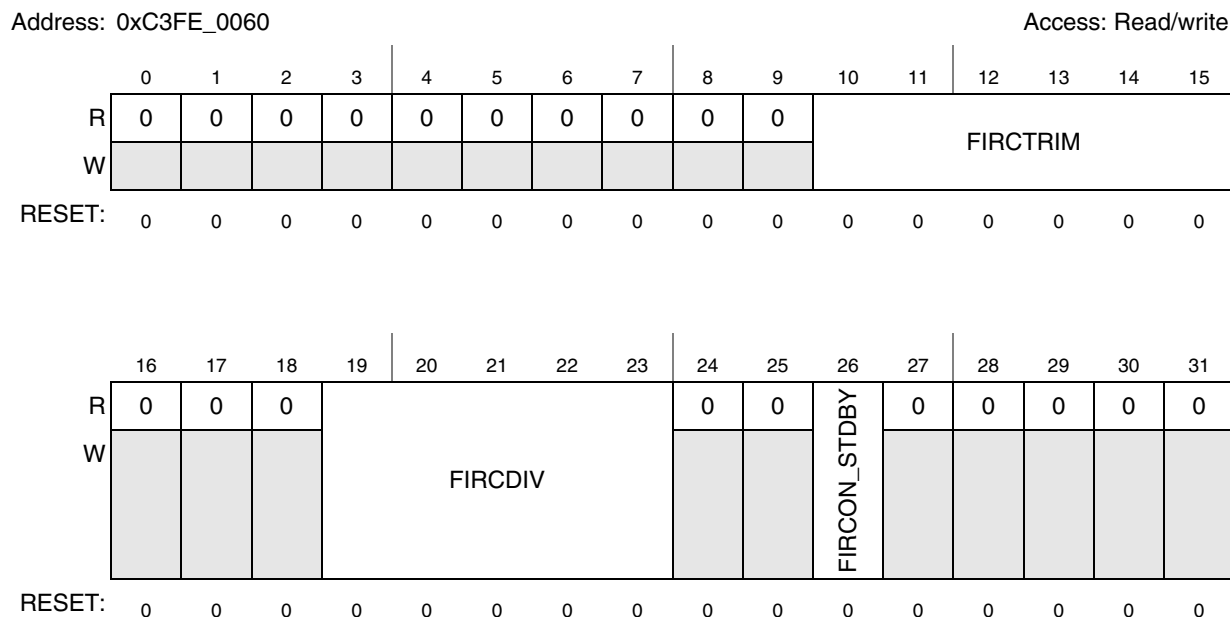 Address: 0xC3FE_0060 Access: Read/write
0 1 2 3 4 5 6 7 8 9 10 11 12 13 14 15
R 0 0 0 0 0 0 0 0 0 0 FIRCTRIM
W
RESET: 0 0 0 0 0 0 0 0 0 0 0 0 0 0 0 0
16 17 18 19 20 21 22 23 24 25 26 27 28 29 30 31
R 0 0 0 FIRCDIV 0 0 FIRCON_STDBY 0 0 0 0 0
W
RESET: 0 0 0 0 0 0 0 0 0 0 0 0 0 0 0 0